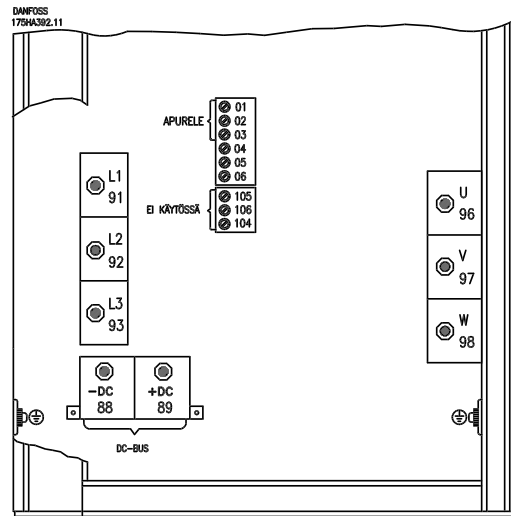 DANFOSS
175HA392.11
APURELE
01
02
03
04
05
06
EI KÄYTÖSSÄ
105
106
104
L1
91
L2
92
L3
93
U
96
V
97
W
98
-DC
88
+DC
89
DC-BUS